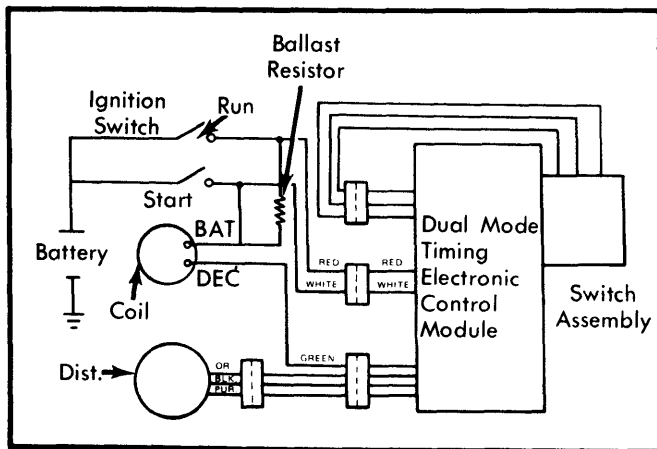 Ballast
Resistor
Ignition
Switch
Run
Start
BAT
Battery
DEC
Coil
Dist.
OR
BLK.
PUR
RED
WHITE
RED
WHITE
GREEN
Dual Mode
Timing
Electronic
Control
Module
Switch
Assembly